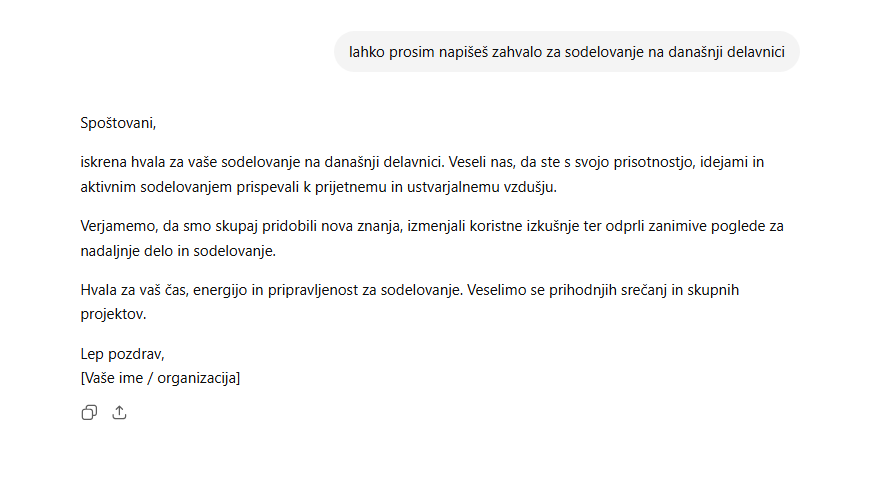 lahko prosim napišeš zahvalo za sodelovanje na današnji delavnici
Spoštovani,
iskrena hvala za vaše sodelovanje na današnji delavnici. Veseli nas, da ste s svojo prisotnostjo, idejami in
aktivnim sodelovanjem prispevali k prijetnemu in ustvarjalnemu vzdušju.
Verjamemo, da smo skupaj pridobili nova znanja, izmenjali koristne izkušnje ter odprli zanimive poglede za
nadaljnje delo in sodelovanje.
Hvala za vaš čas, energijo in pripravljenost za sodelovanje. Veselimo se prihodnjih srečanj in skupnih
projektov.
Lep pozdrav,
[Vaše ime / organizacija]